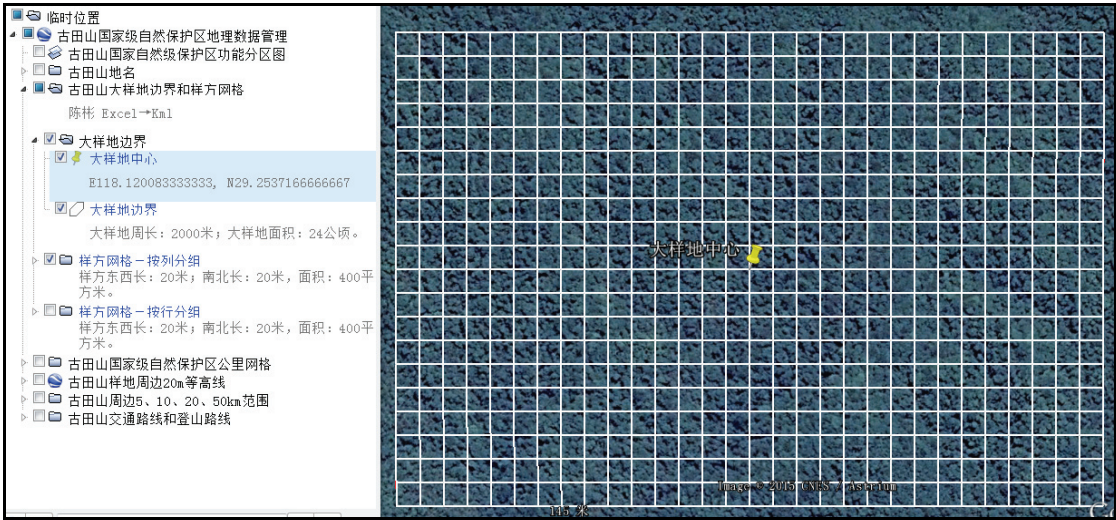 临时位置
古田山国家级自然保护区地理数据管理
古田山国家自然级保护区功能分区图
古田山地名
古田山大样地边界和样方网格
陈彬 Excel→Kml
大样地边界
大样地中心
E118.120083333333, N29.2537166666667
大样地边界
大样地周长：2000米；大样地面积：24公顷。
样方网格－按列分组
样方东西长：20米；南北长：20米，面积：400平
方米。
样方网格－按行分组
样方东西长：20米；南北长：20米，面积：400平
方米。
古田山国家级自然保护区公里网格
古田山样地周边20m等高线
古田山周边5、10、20、50km范围
古田山交通路线和登山路线
大样地中心
Image © 2015 CNES / Astrium
145 米